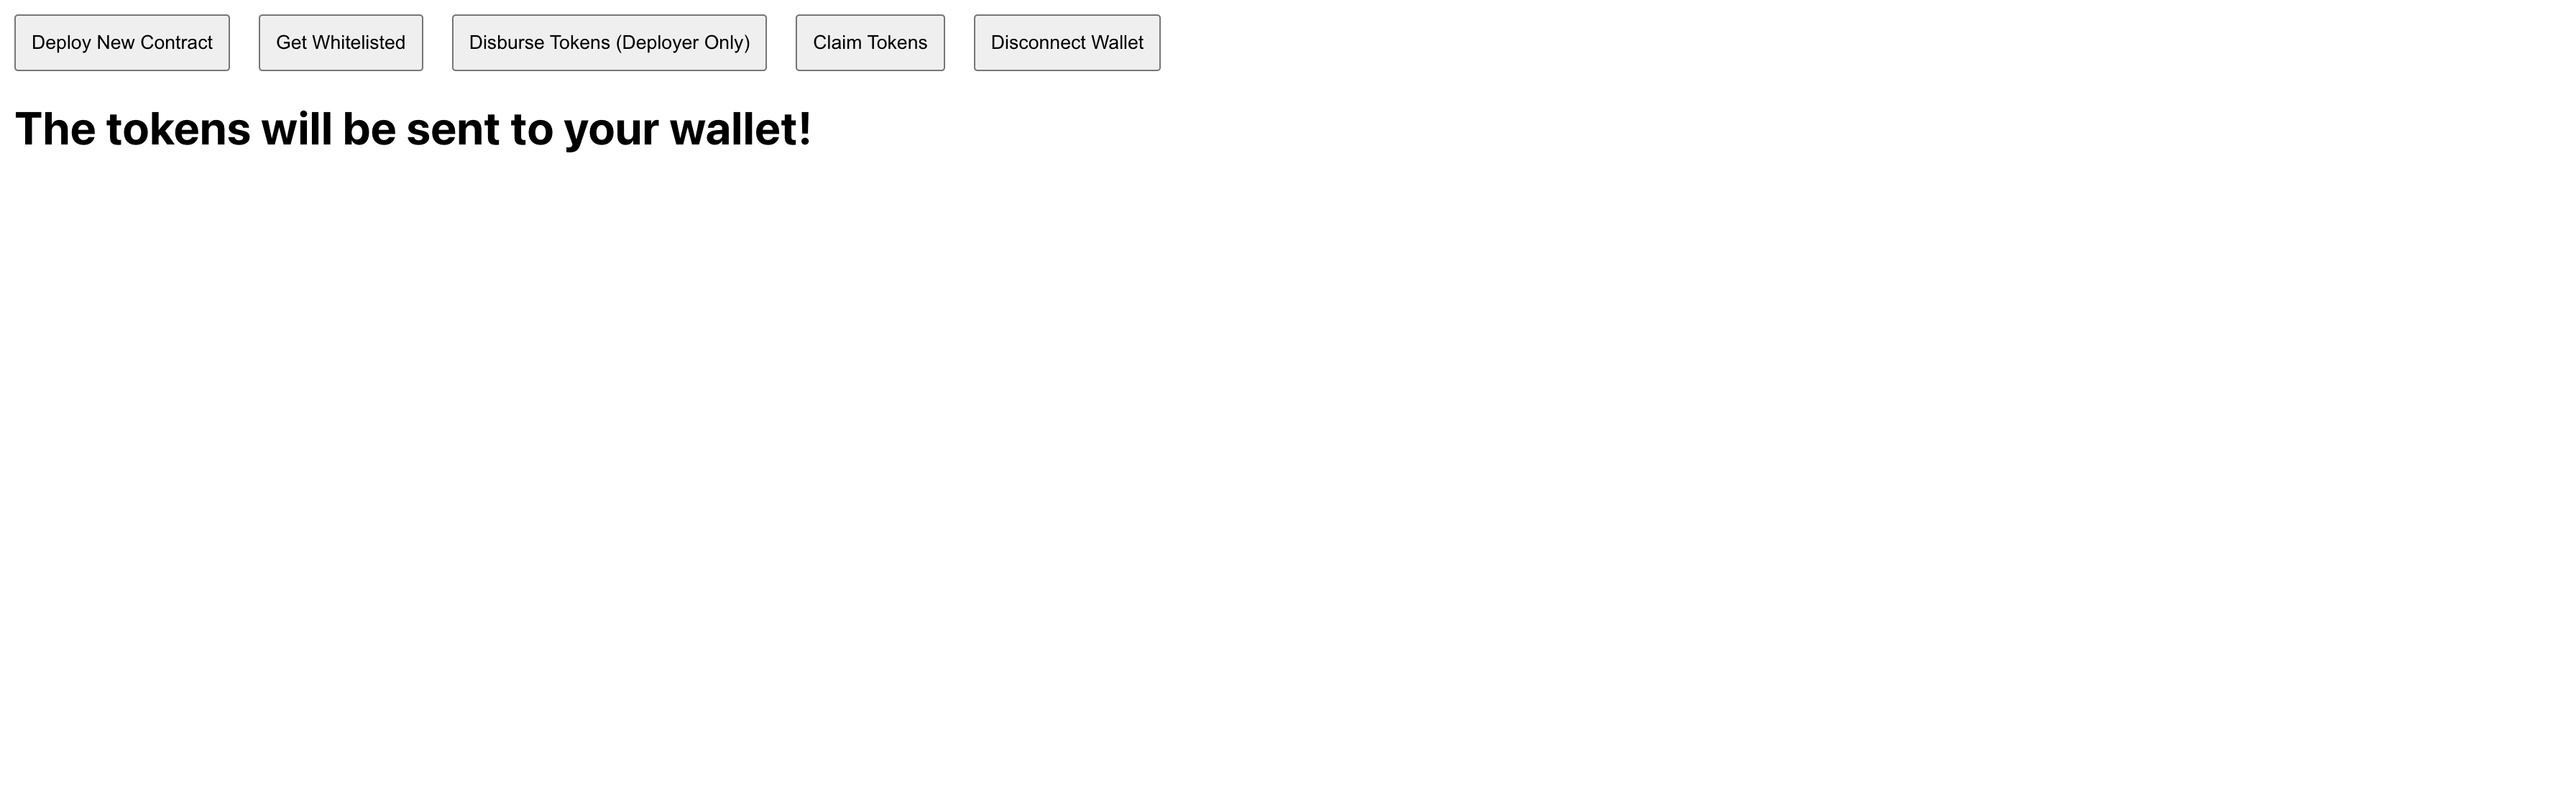 Deploy New Contract Get Whitelisted Disburse Tokens (Deployer Only) Claim Tokens Disconnect Wallet
The tokens will be sent to your wallet!